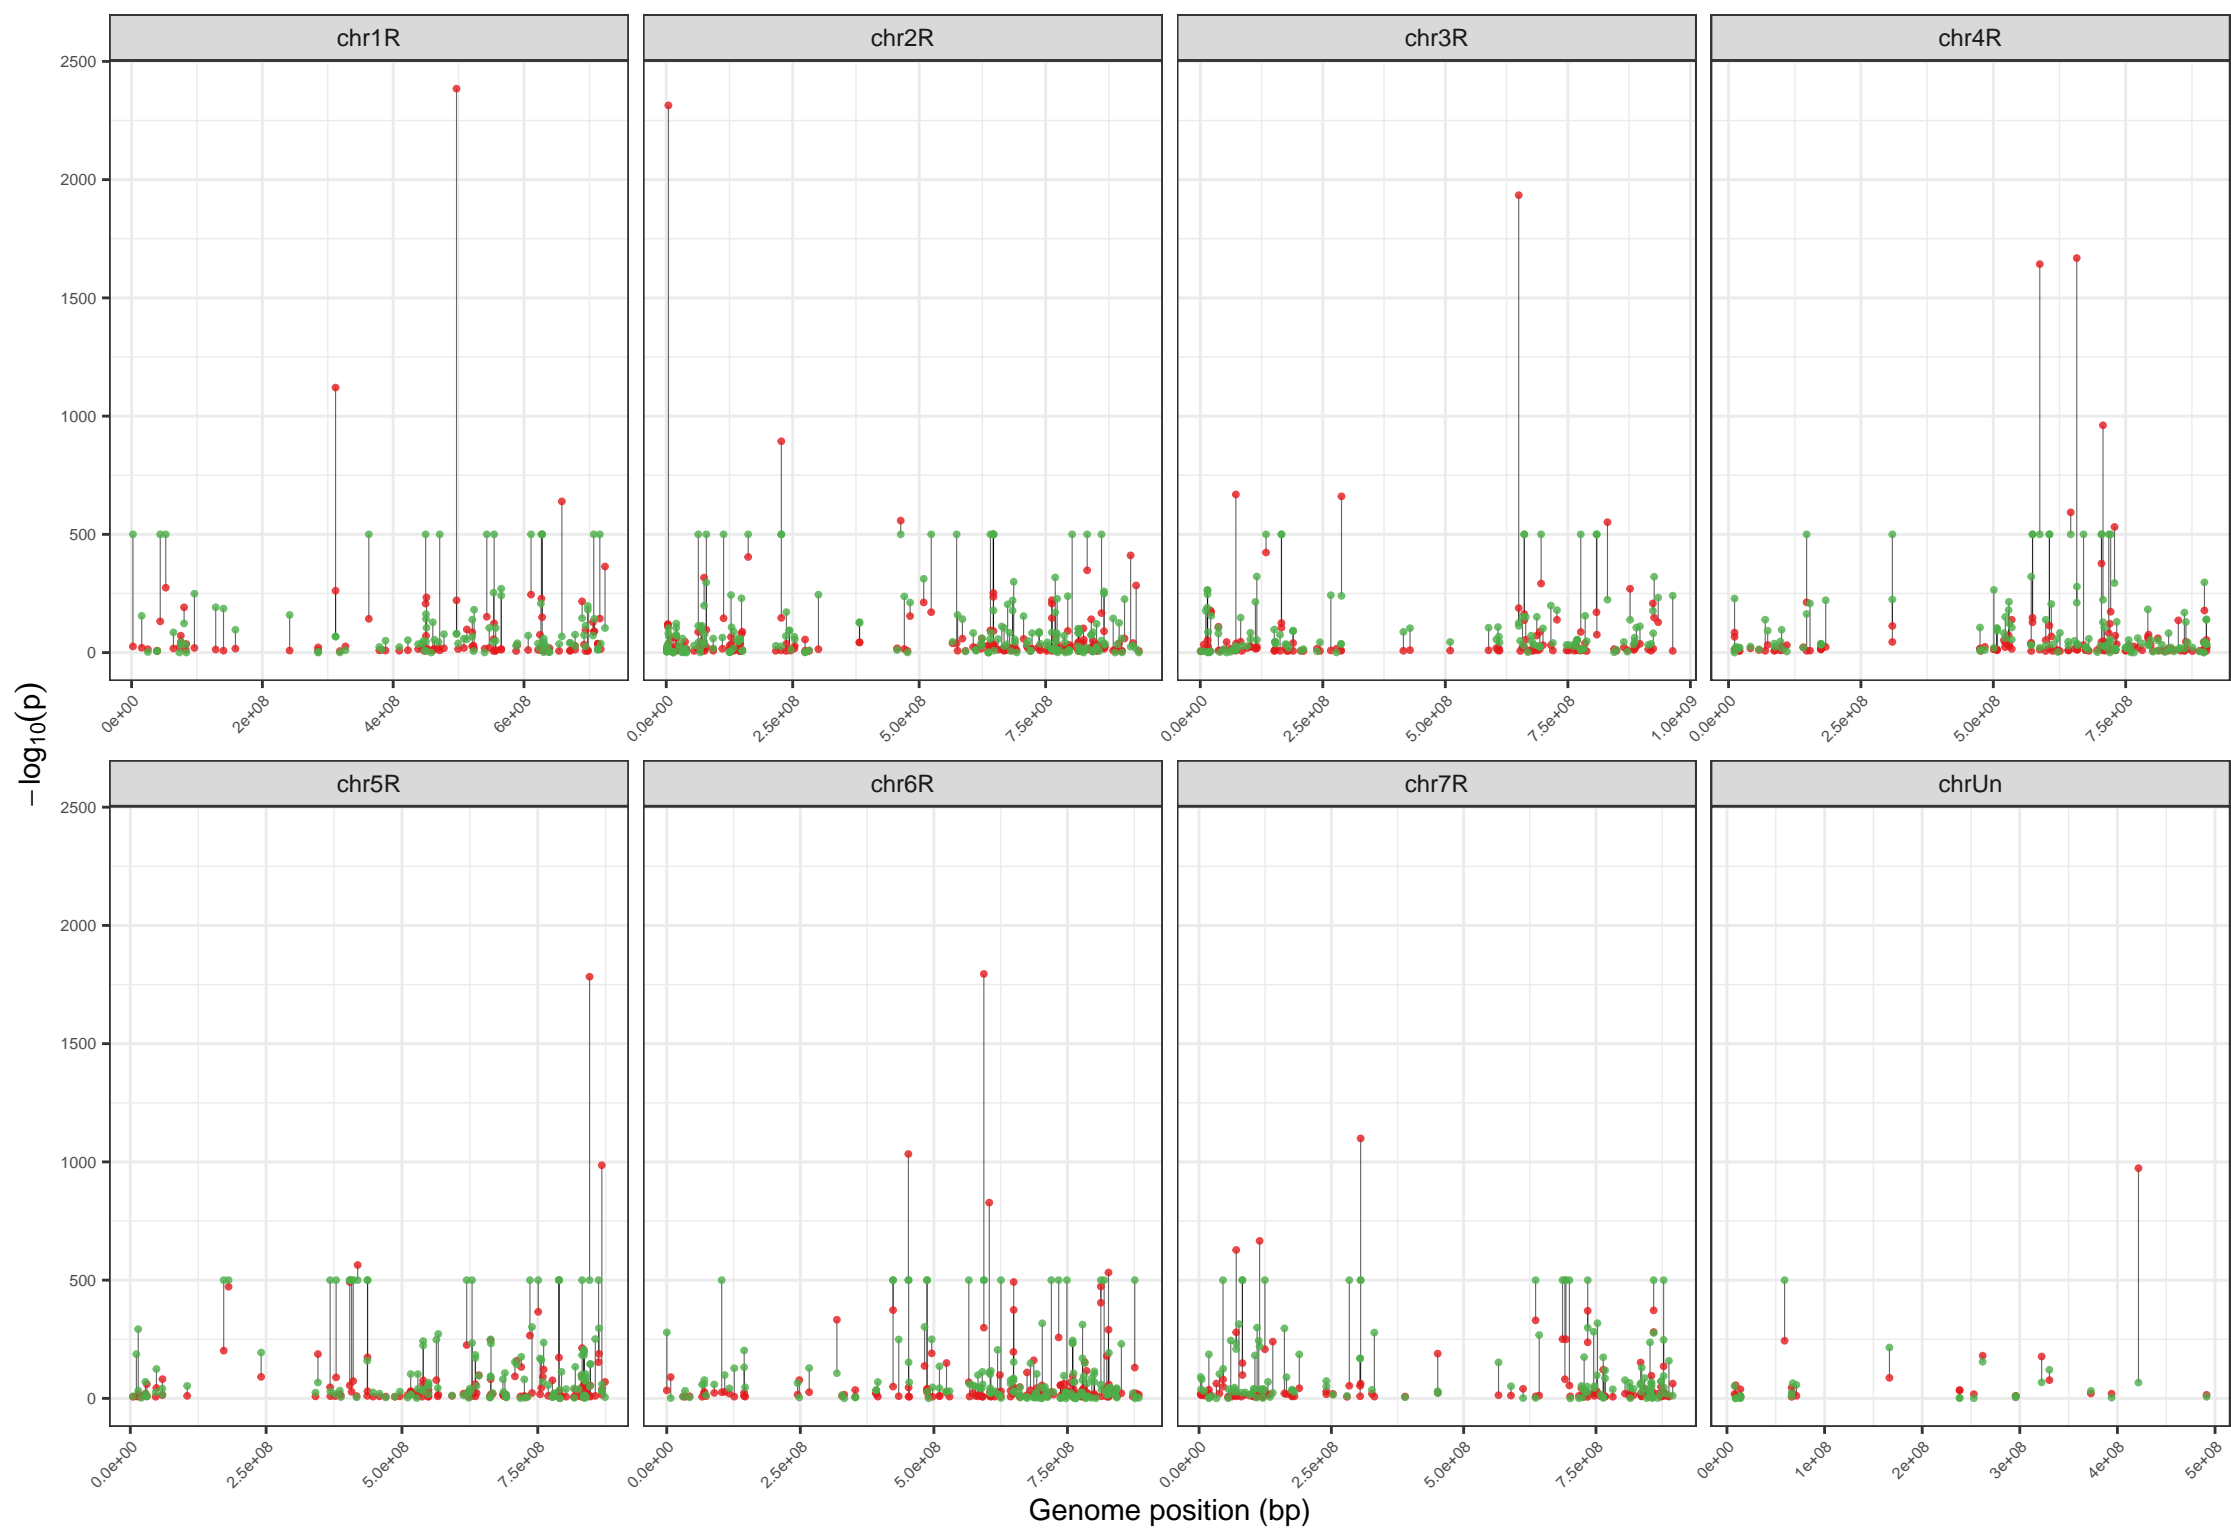 chr1R chr2R chr3R chr4R
2500
2000
1500
1000
500
0
0e+00 2e+08 4e+08 6e+08 0.0e+00 2.5e+08 5.0e+08 7.5e+08 0.0e+00 2.5e+08 5.0e+08 7.5e+08 1.0e+09 0.0e+00 2.5e+08 5.0e+08 7.5e+08
−log₁₀(p)
chr5R chr6R chr7R chrUn
2500
2000
1500
1000
500
0
0.0e+00 2.5e+08 5.0e+08 7.5e+08 0.0e+00 2.5e+08 5.0e+08 7.5e+08 0.0e+00 2.5e+08 5.0e+08 7.5e+08 0e+00 1e+08 2e+08 3e+08 4e+08 5e+08
Genome position (bp)